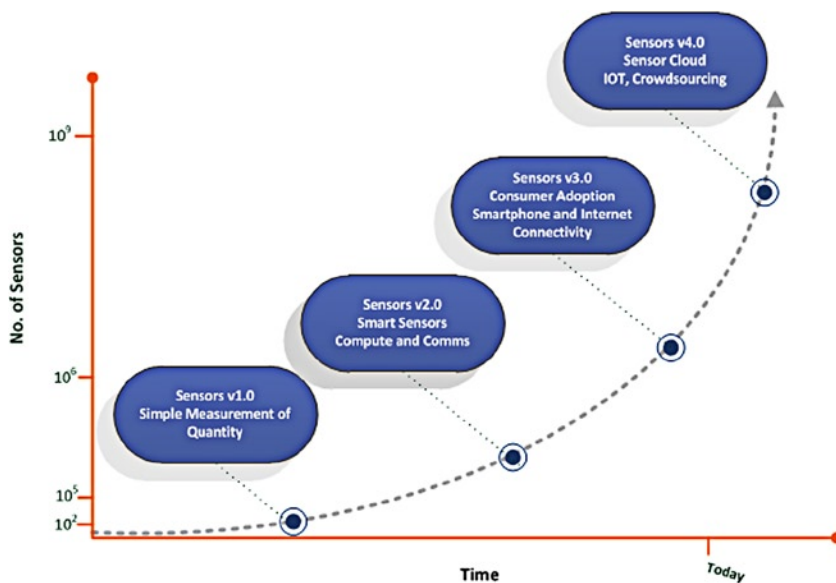 Sensors v4.0
Sensor Cloud
IOT, Crowdsourcing
10⁹
Sensors v3.0
Consumer Adoption
Smartphone and Internet
Connectivity
No. of Sensors
Sensors v2.0
Smart Sensors
Compute and Comms
10⁶
Sensors v1.0
Simple Measurement of
Quantity
10⁵
10²
Time
Today